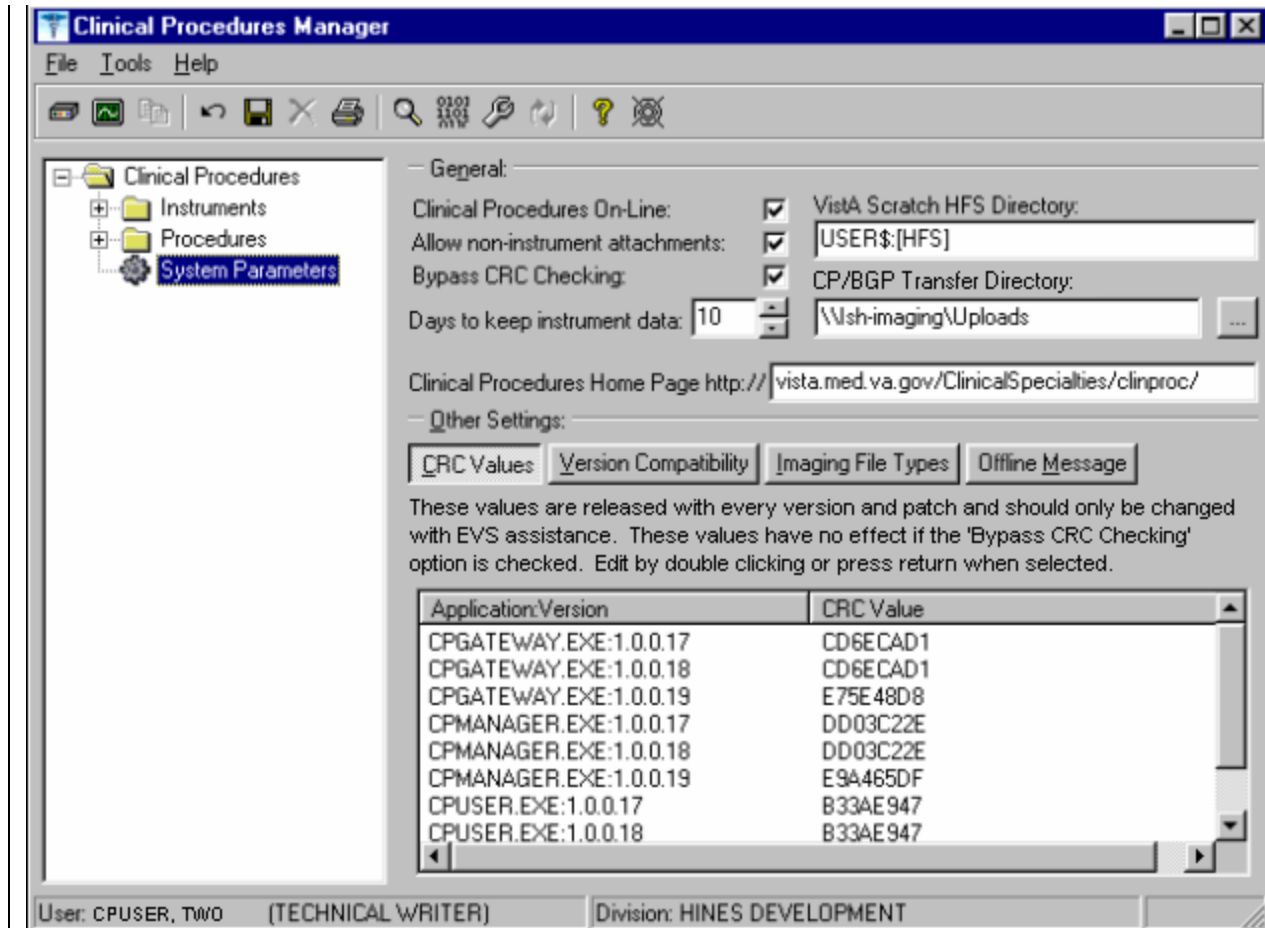 Clinical Procedures Manager
File Tools Help
Clinical Procedures
Instruments
Procedures
System Parameters
General:
Clinical Procedures On-Line:
Allow non-instrument attachments:
Bypass CRC Checking:
Days to keep instrument data: 10
VistA Scratch HFS Directory:
USER$:[HFS]
CP/BGP Transfer Directory:
\\Ish-imaging\Uploads
...
Clinical Procedures Home Page http:// vista.med.va.gov/ClinicalSpecialties/clinproc/
Other Settings:
CRC Values Version Compatibility Imaging File Types Offline Message
These values are released with every version and patch and should only be changed
with EVS assistance. These values have no effect if the 'Bypass CRC Checking'
option is checked. Edit by double clicking or press return when selected.
Application:Version CRC Value
CPGATEWAY.EXE:1.0.0.17 CD6ECAD1
CPGATEWAY.EXE:1.0.0.18 CD6ECAD1
CPGATEWAY.EXE:1.0.0.19 E75E48D8
CPMANAGER.EXE:1.0.0.17 DD03C22E
CPMANAGER.EXE:1.0.0.18 DD03C22E
CPMANAGER.EXE:1.0.0.19 E9A465DF
CPUSER.EXE:1.0.0.17 B33AE947
CPUSER.EXE:1.0.0.18 B33AE947
User: CPUSER, TWO (TECHNICAL WRITER) Division: HINES DEVELOPMENT